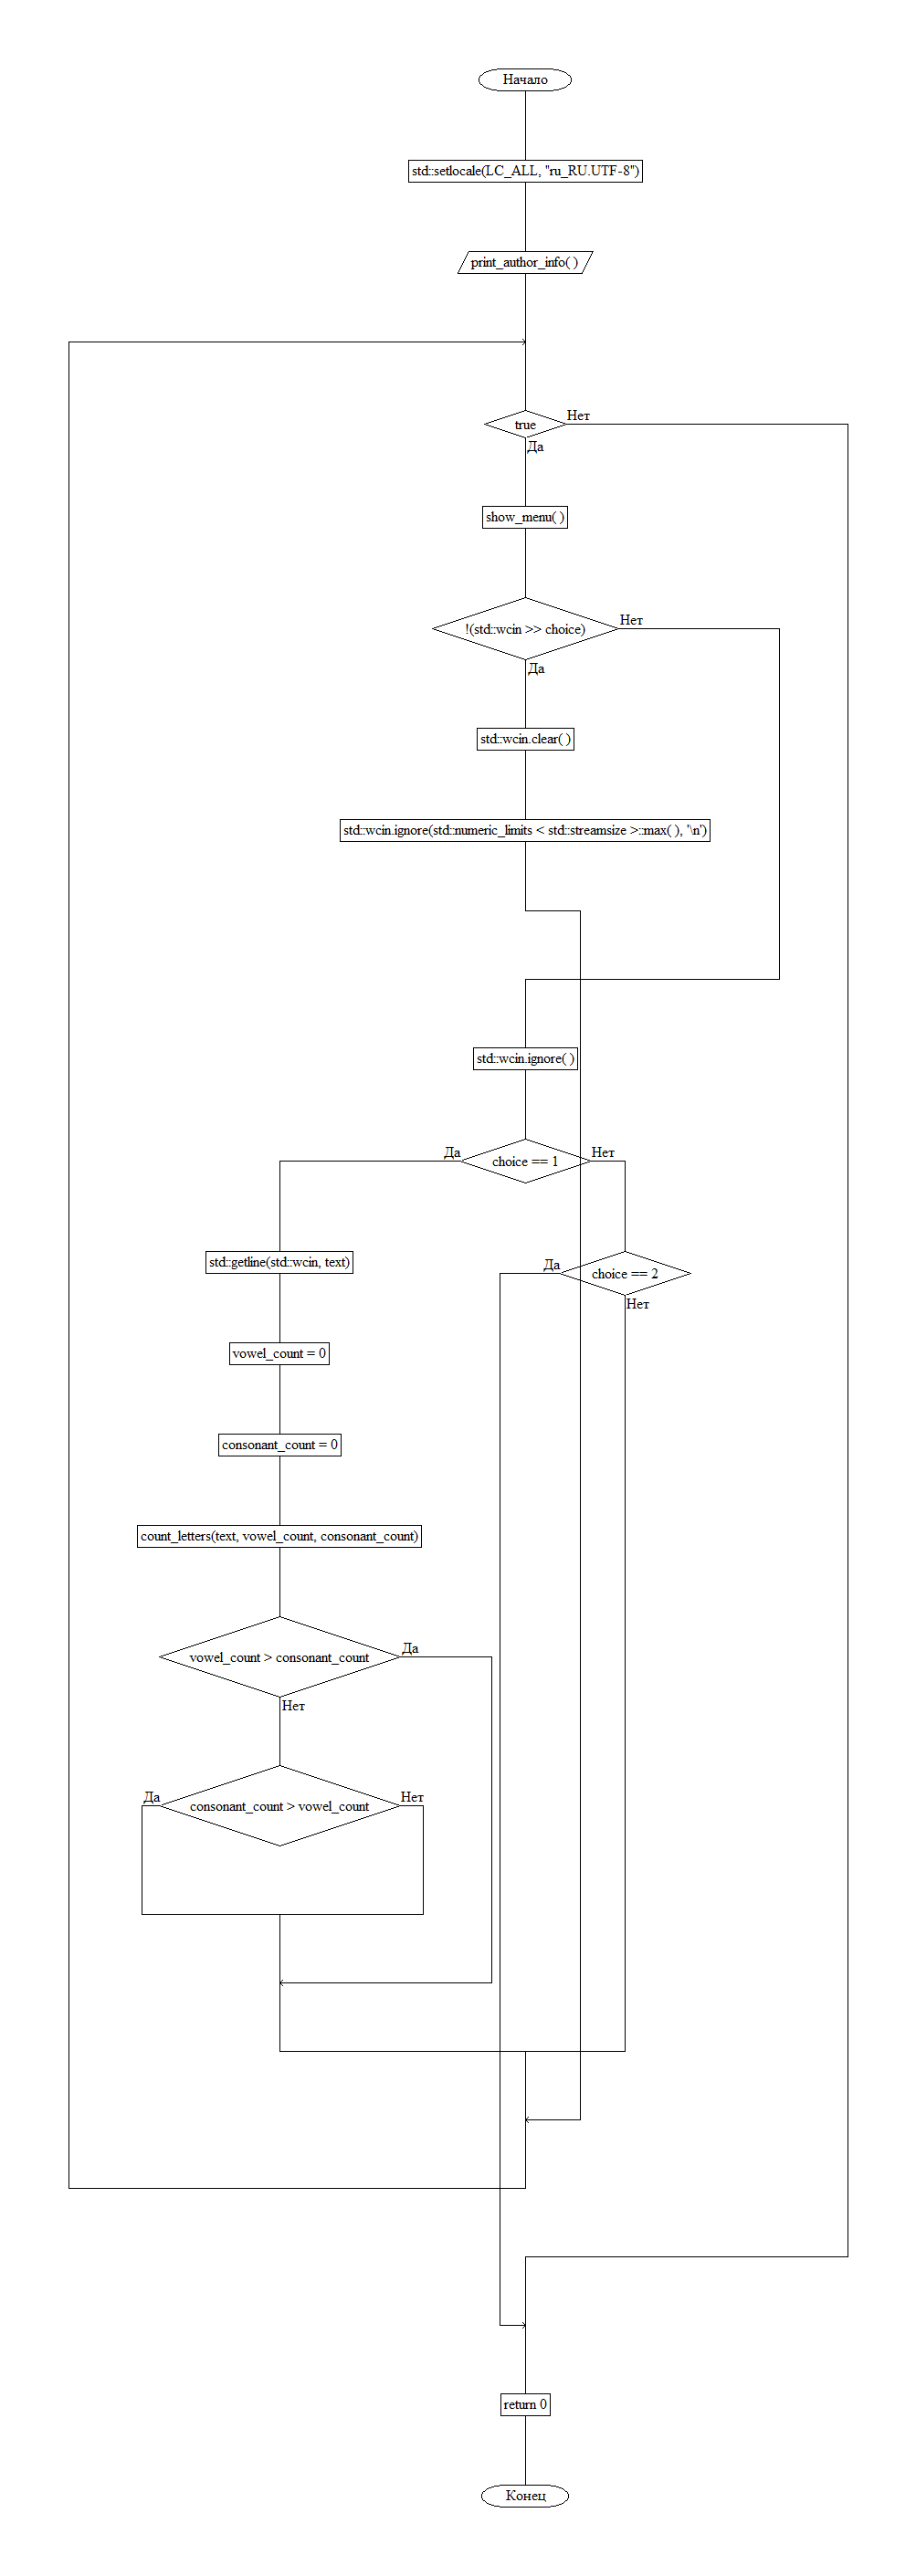 Начало
std::setlocale(LC_ALL, "ru_RU.UTF-8")
print_author_info( )
true
Нет
Да
show_menu( )
!(std::wcin >> choice)
Нет
Да
std::wcin.clear( )
std::wcin.ignore(std::numeric_limits < std::streamsize >::max( ), '\n')
std::wcin.ignore( )
Да
choice == 1
Нет
std::getline(std::wcin, text)
Да
choice == 2
Нет
vowel_count = 0
consonant_count = 0
count_letters(text, vowel_count, consonant_count)
vowel_count > consonant_count
Да
Нет
Да
consonant_count > vowel_count
Нет
return 0
Конец